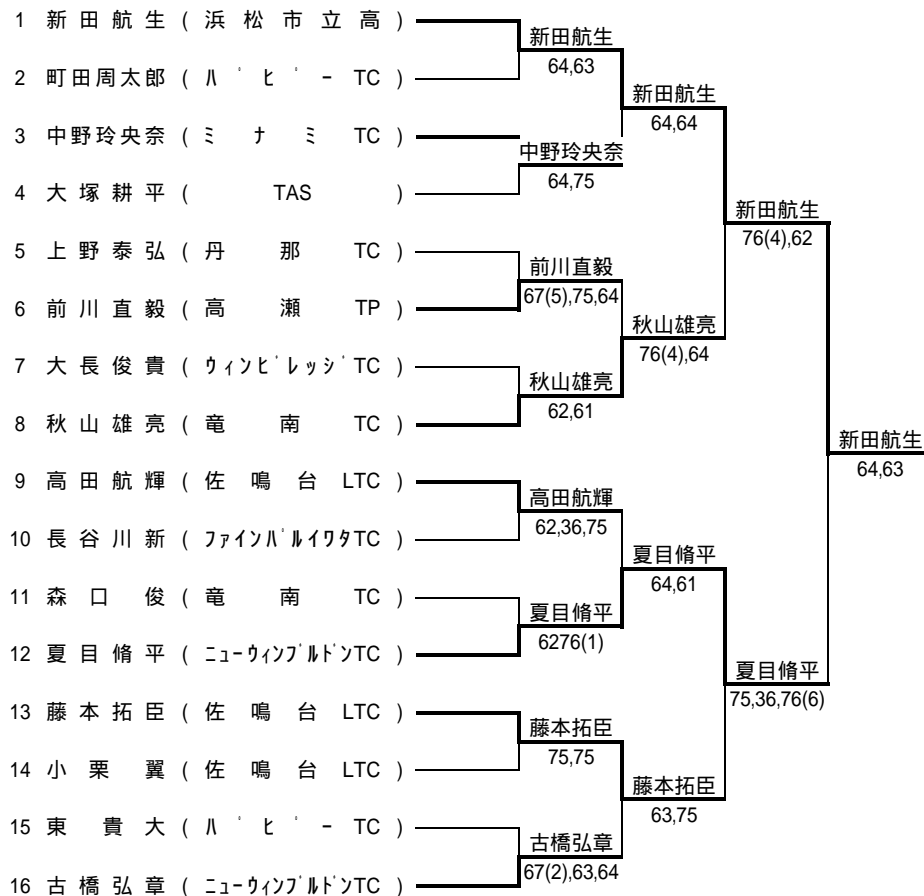 1 新田航生 ( 浜松市立高 )
新田航生
64,63
2 町田周太郎 ( ﾊﾟﾋﾟｰ TC )
新田航生
64,64
3 中野玲央奈 ( ミナミ TC )
中野玲央奈
64,75
4 大塚耕平 ( TAS )
新田航生
76(4),62
5 上野泰弘 ( 丹那 TC )
前川直毅
67(5),75,64
6 前川直毅 ( 高瀬 TP )
秋山雄亮
76(4),64
7 大長俊貴 ( ウィンビレッジTC )
秋山雄亮
62,61
8 秋山雄亮 ( 竜南 TC )
新田航生
64,63
9 高田航輝 ( 佐鳴台 LTC )
高田航輝
62,36,75
10 長谷川新 ( ファインバルイワタTC )
夏目脩平
64,61
11 森口俊 ( 竜南 TC )
夏目脩平
6276(1)
12 夏目脩平 ( ニューウィンブルドンTC )
夏目脩平
75,36,76(6)
13 藤本拓臣 ( 佐鳴台 LTC )
藤本拓臣
75,75
14 小栗翼 ( 佐鳴台 LTC )
藤本拓臣
63,75
15 東貴大 ( ﾊﾟﾋﾟｰ TC )
古橋弘章
67(2),63,64
16 古橋弘章 ( ニューウィンブルドンTC )